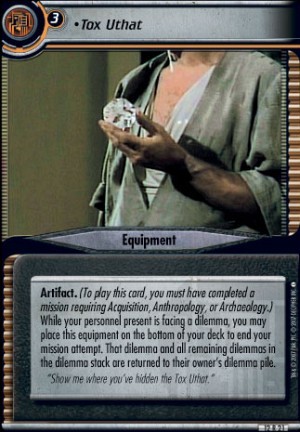 3
• Tox Uthat
Equipment
Artifact. (To play this card, you must have completed a
mission requiring Acquisition, Anthropology, or Archaeology.)
While your personnel present is facing a dilemma, you may
place this equipment on the bottom of your deck to end your
mission attempt. That dilemma and all remaining dilemmas in
the dilemma stack are returned to their owner's dilemma pile.
"Show me where you've hidden the Tox Uthat."